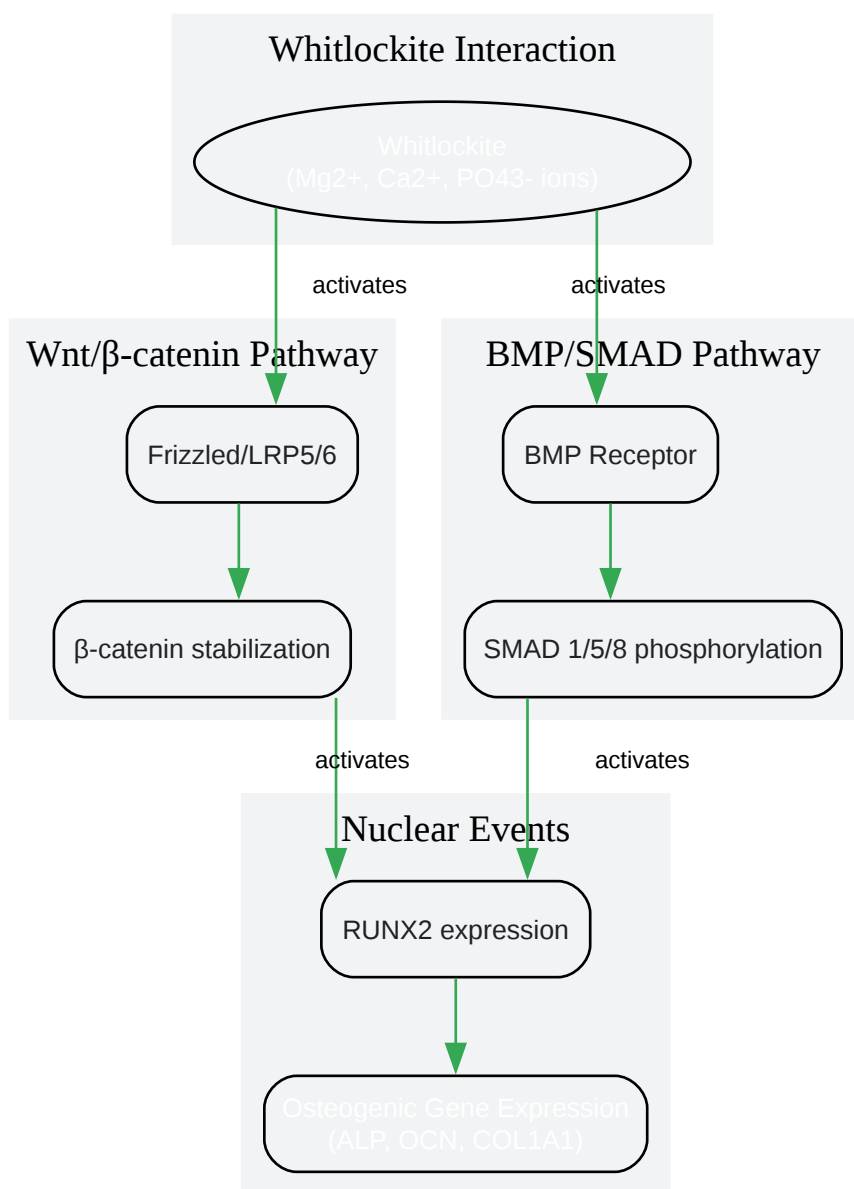 Whitlockite Interaction
Whitlockite
(Mg2+, Ca2+, PO43- ions)
activates
activates
Wnt/β-catenin Pathway
BMP/SMAD Pathway
Frizzled/LRP5/6
BMP Receptor
β-catenin stabilization
SMAD 1/5/8 phosphorylation
activates
activates
Nuclear Events
RUNX2 expression
Osteogenic Gene Expression
(ALP, OCN, COL1A1)